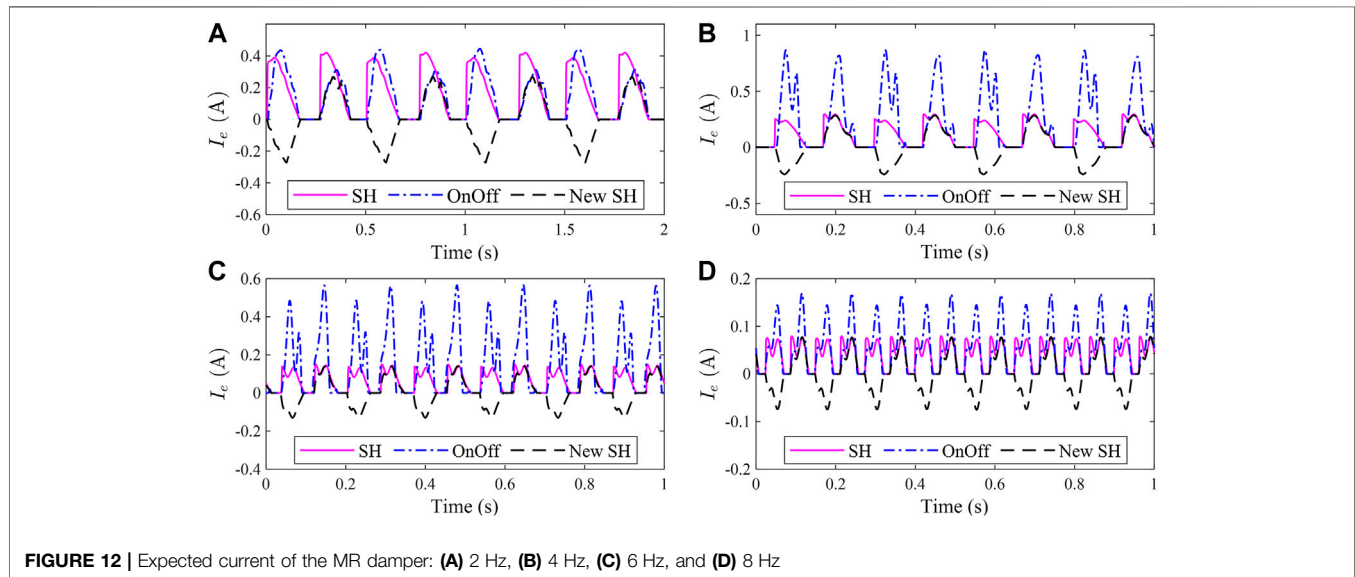 A
I_e (A)
0.4
0.2
0
-0.2
-0.4
-0.6
SH OnOff New SH
0 0.5 1 1.5 2
Time (s)
B
I_e (A)
1
0.5
0
-0.5
SH OnOff New SH
0 0.2 0.4 0.6 0.8 1
Time (s)
C
I_e (A)
0.6
0.4
0.2
0
-0.2
-0.4
SH OnOff New SH
0 0.2 0.4 0.6 0.8 1
Time (s)
D
I_e (A)
0.2
0.1
0
-0.1
-0.2
SH OnOff New SH
0 0.2 0.4 0.6 0.8 1
Time (s)
FIGURE 12 | Expected current of the MR damper: (A) 2 Hz, (B) 4 Hz, (C) 6 Hz, and (D) 8 Hz